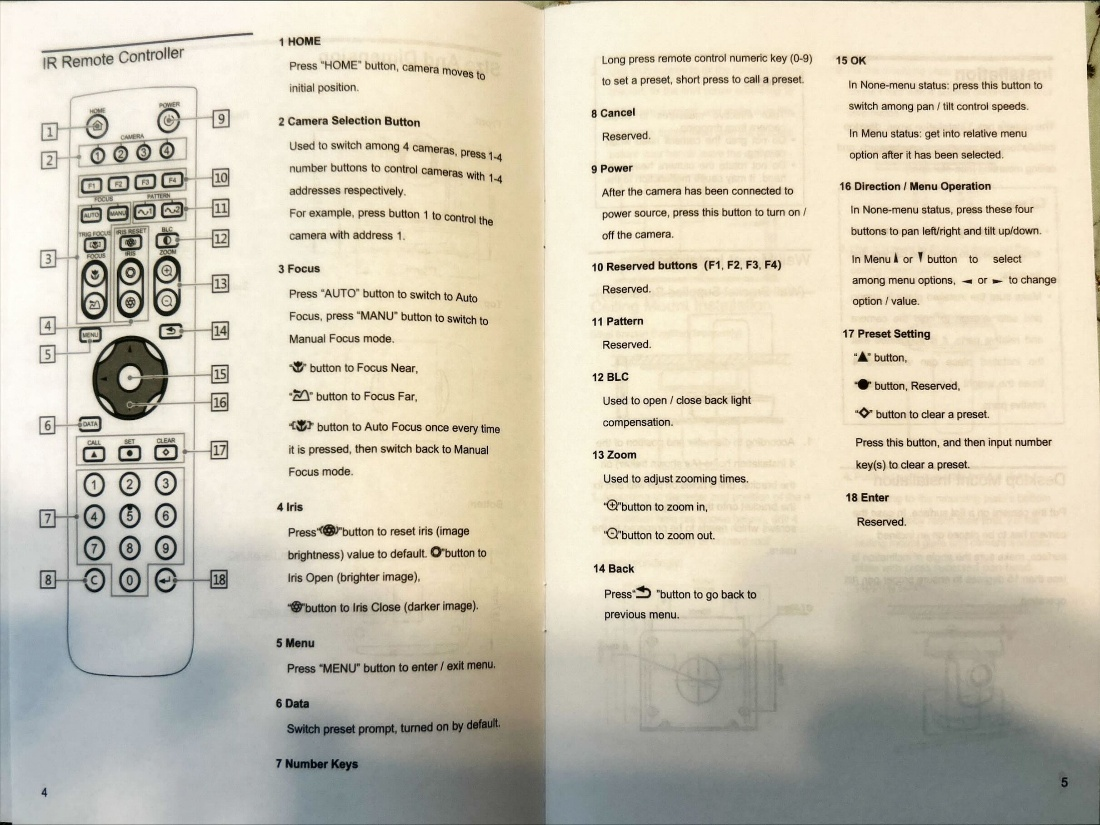 IR Remote Controller
HOME
POWER
1
9
CAMERA
2
1 2 3 4
F1 F2 F3 F4
10
FOCUS PATTERN
AUTO MANU 1 2
11
TRIG FOCUS IRIS RESET BLC
12
3
FOCUS IRIS ZOOM
13
4
MENU
14
5
15
16
6
DATA
CALL SET CLEAR
17
1 2 3
7
4 5 6
7 8 9
8
C 0
18
4
1 HOME
Press "HOME" button, camera moves to
initial position.
2 Camera Selection Button
Used to switch among 4 cameras, press 1-4
number buttons to control cameras with 1-4
addresses respectively.
For example, press button 1 to control the
camera with address 1.
3 Focus
Press "AUTO" button to switch to Auto
Focus, press "MANU" button to switch to
Manual Focus mode.
" " button to Focus Near,
" " button to Focus Far,
" " button to Auto Focus once every time
it is pressed, then switch back to Manual
Focus mode.
4 Iris
Press" "button to reset iris (image
brightness) value to default. "button to
Iris Open (brighter image),
" "button to Iris Close (darker image).
5 Menu
Press "MENU" button to enter / exit menu.
6 Data
Switch preset prompt, turned on by default.
7 Number Keys
Long press remote control numeric key (0-9)
to set a preset, short press to call a preset.
8 Cancel
Reserved.
9 Power
After the camera has been connected to
power source, press this button to turn on /
off the camera.
10 Reserved buttons (F1, F2, F3, F4)
Reserved.
11 Pattern
Reserved.
12 BLC
Used to open / close back light
compensation.
13 Zoom
Used to adjust zooming times.
" "button to zoom in,
" "button to zoom out.
14 Back
Press" "button to go back to
previous menu.
15 OK
In None-menu status: press this button to
switch among pan / tilt control speeds.
In Menu status: get into relative menu
option after it has been selected.
16 Direction / Menu Operation
In None-menu status, press these four
buttons to pan left/right and tilt up/down.
In Menu ▲ or ▼ button to select
among menu options, ◄ or ► to change
option / value.
17 Preset Setting
"▲" button,
"●" button, Reserved,
"◇" button to clear a preset.
Press this button, and then input number
key(s) to clear a preset.
18 Enter
Reserved.
5